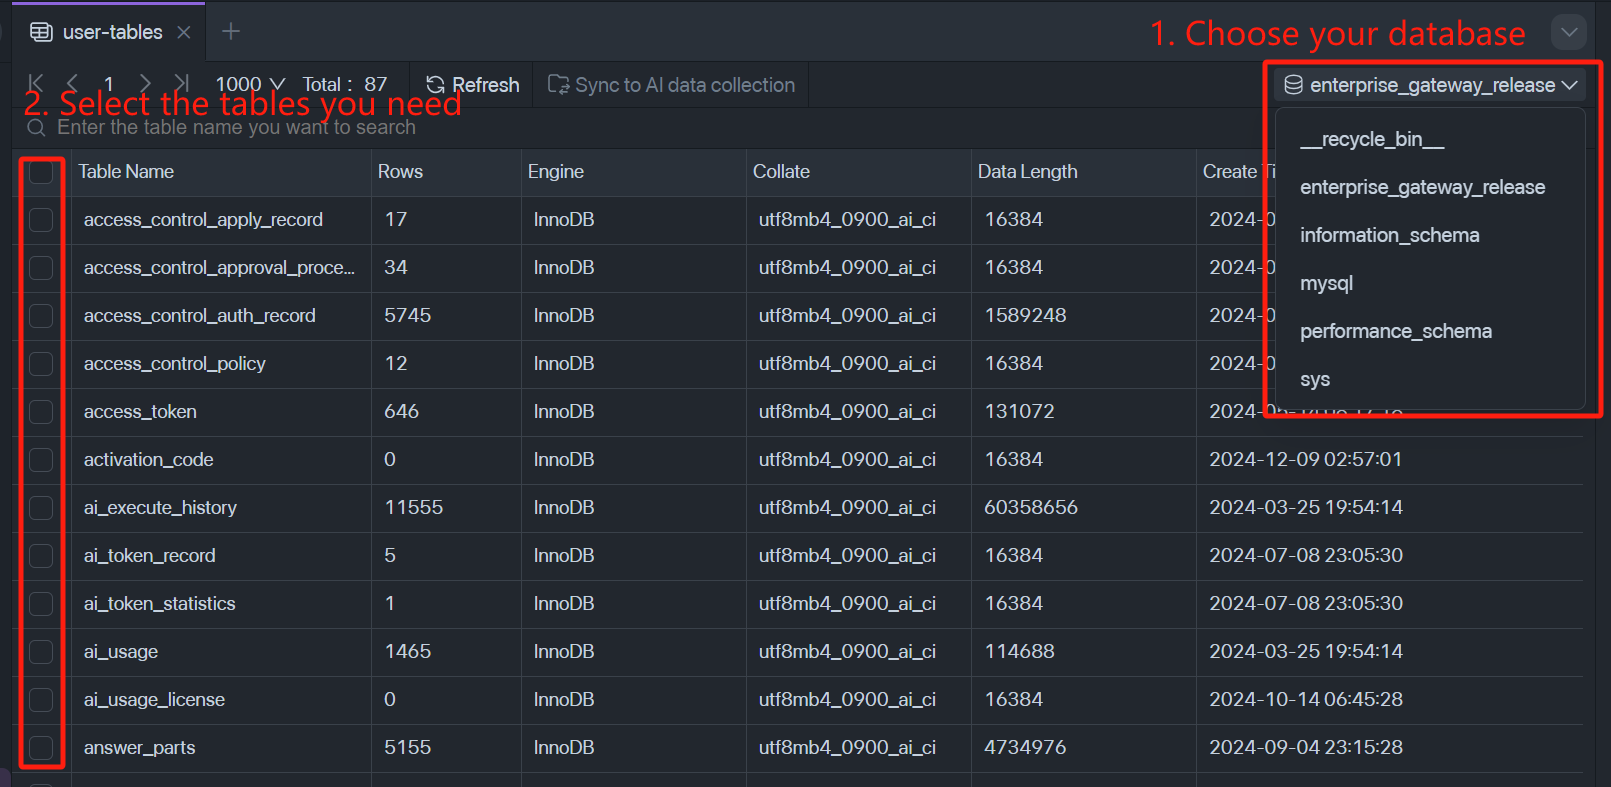 user-tables
1. Choose your database
1 1000 Total : 87 Refresh Sync to AI data collection enterprise_gateway_release
2. Select the tables you need
Enter the table name you want to search
__recycle_bin__
enterprise_gateway_release
information_schema
mysql
performance_schema
sys
Table Name Rows Engine Collate Data Length Create Ti
access_control_apply_record 17 InnoDB utf8mb4_0900_ai_ci 16384 2024-0
access_control_approval_proce... 34 InnoDB utf8mb4_0900_ai_ci 16384 2024-0
access_control_auth_record 5745 InnoDB utf8mb4_0900_ai_ci 1589248 2024-0
access_control_policy 12 InnoDB utf8mb4_0900_ai_ci 16384 2024-0
access_token 646 InnoDB utf8mb4_0900_ai_ci 131072
activation_code 0 InnoDB utf8mb4_0900_ai_ci 16384 2024-12-09 02:57:01
ai_execute_history 11555 InnoDB utf8mb4_0900_ai_ci 60358656 2024-03-25 19:54:14
ai_token_record 5 InnoDB utf8mb4_0900_ai_ci 16384 2024-07-08 23:05:30
ai_token_statistics 1 InnoDB utf8mb4_0900_ai_ci 16384 2024-07-08 23:05:30
ai_usage 1465 InnoDB utf8mb4_0900_ai_ci 114688 2024-03-25 19:54:14
ai_usage_license 0 InnoDB utf8mb4_0900_ai_ci 16384 2024-10-14 06:45:28
answer_parts 5155 InnoDB utf8mb4_0900_ai_ci 4734976 2024-09-04 23:15:28